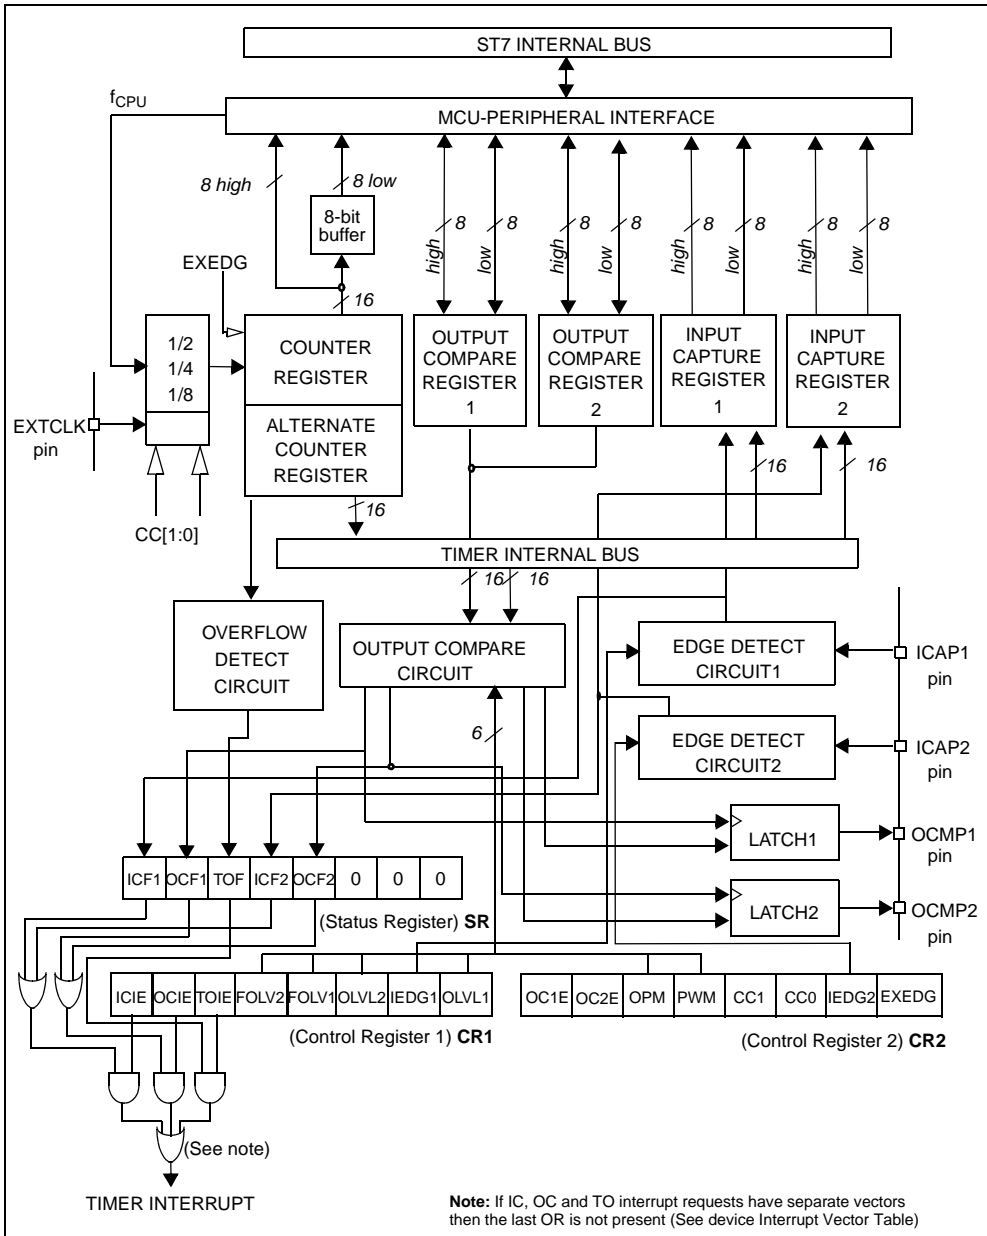 ST7 INTERNAL BUS
fCPU
MCU-PERIPHERAL INTERFACE
8 high
8 low
8-bit
buffer
EXEDG
16
high
8
low
8
high
8
low
8
high
8
low
8
high
8
low
8
1/2
1/4
1/8
COUNTER
REGISTER
ALTERNATE
COUNTER
REGISTER
OUTPUT
COMPARE
REGISTER
1
OUTPUT
COMPARE
REGISTER
2
INPUT
CAPTURE
REGISTER
1
INPUT
CAPTURE
REGISTER
2
EXTCLK
pin
CC[1:0]
16
16
16
TIMER INTERNAL BUS
16
16
OVERFLOW
DETECT
CIRCUIT
OUTPUT COMPARE
CIRCUIT
6
EDGE DETECT
CIRCUIT1
ICAP1
pin
EDGE DETECT
CIRCUIT2
ICAP2
pin
LATCH1
OCMP1
pin
LATCH2
OCMP2
pin
ICF1 OCF1 TOF ICF2 OCF2 0 0 0
(Status Register) SR
ICIE OCIE TOIE FOLV2 FOLV1 OLVL2 IEDG1 OLVL1
(Control Register 1) CR1
OC1E OC2E OPM PWM CC1 CC0 IEDG2 EXEDG
(Control Register 2) CR2
(See note)
TIMER INTERRUPT
Note: If IC, OC and TO interrupt requests have separate vectors
then the last OR is not present (See device Interrupt Vector Table)